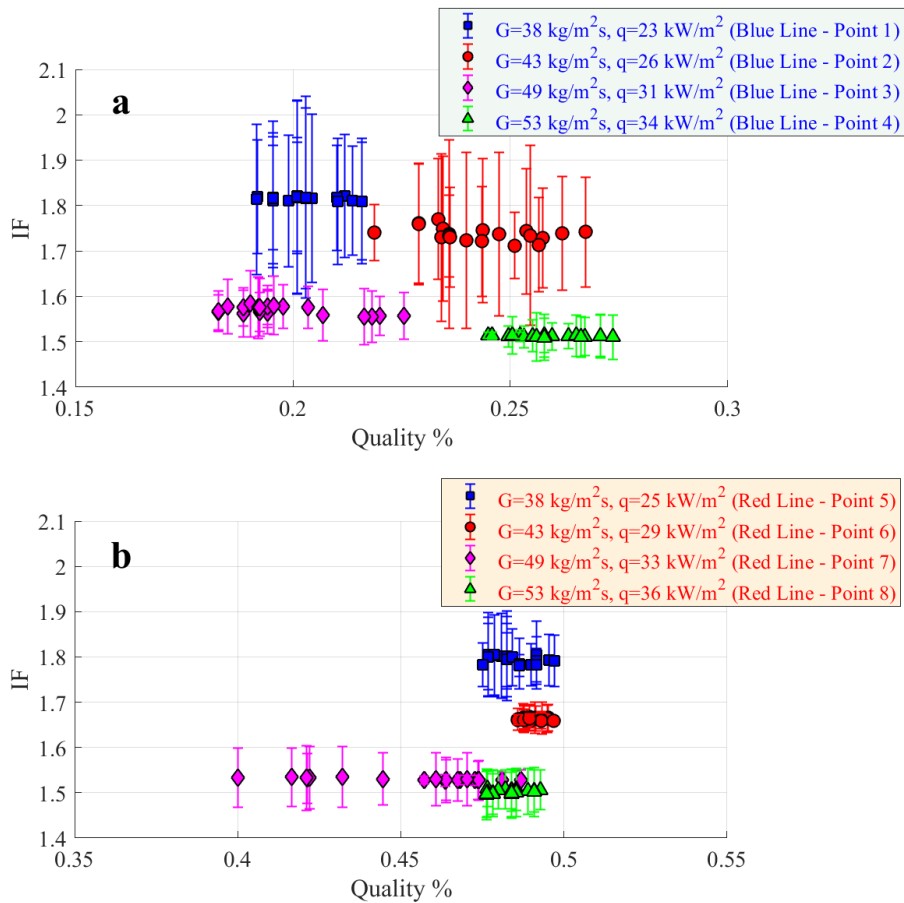 G=38 kg/m²s, q=23 kW/m² (Blue Line - Point 1)
G=43 kg/m²s, q=26 kW/m² (Blue Line - Point 2)
G=49 kg/m²s, q=31 kW/m² (Blue Line - Point 3)
G=53 kg/m²s, q=34 kW/m² (Blue Line - Point 4)
2.1
a
2
1.9
1.8
IF
1.7
1.6
1.5
1.4
0.15 0.2 0.25 0.3
Quality %
G=38 kg/m²s, q=25 kW/m² (Red Line - Point 5)
G=43 kg/m²s, q=29 kW/m² (Red Line - Point 6)
G=49 kg/m²s, q=33 kW/m² (Red Line - Point 7)
G=53 kg/m²s, q=36 kW/m² (Red Line - Point 8)
2.1
b
2
1.9
1.8
IF
1.7
1.6
1.5
1.4
0.35 0.4 0.45 0.5 0.55
Quality %